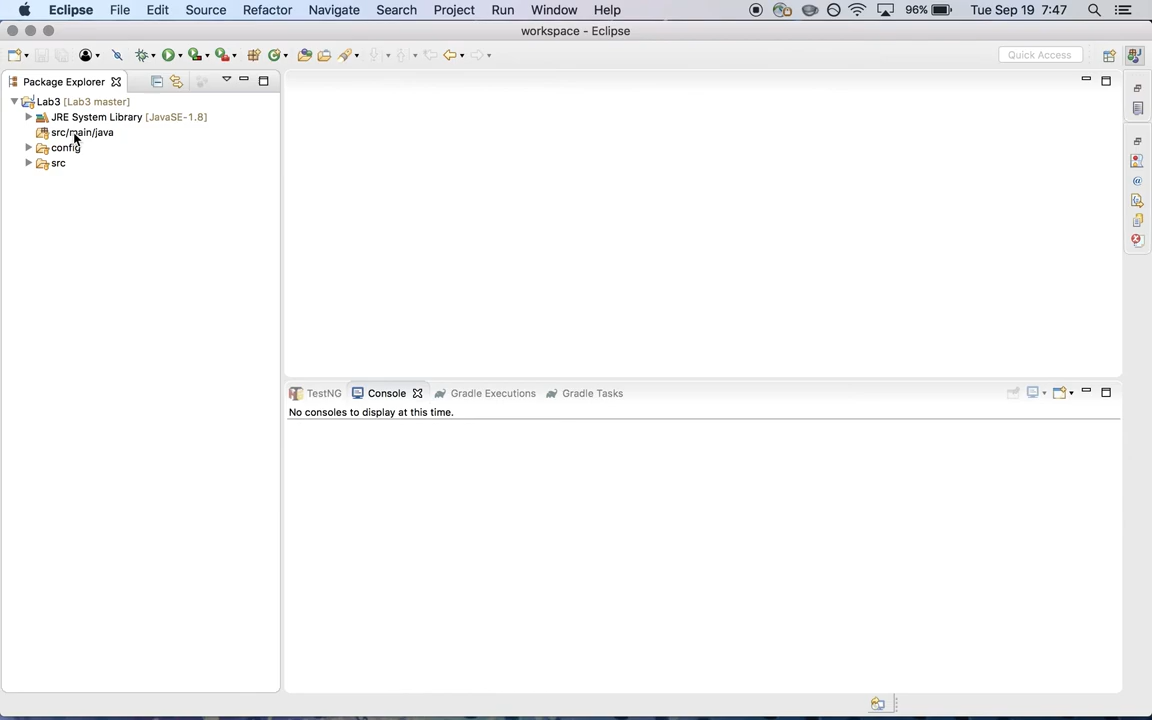 Eclipse File Edit Source Refactor Navigate Search Project Run Window Help 96% Tue Sep 19 7:47
workspace - Eclipse
Quick Access
Package Explorer
Lab3 [Lab3 master]
JRE System Library [JavaSE-1.8]
src/main/java
config
src
TestNG Console Gradle Executions Gradle Tasks
No consoles to display at this time.